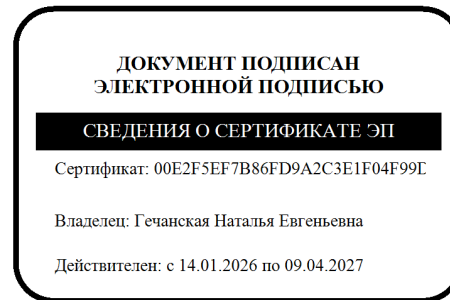 ДОКУМЕНТ ПОДПИСАН
ЭЛЕКТРОННОЙ ПОДПИСЬЮ
СВЕДЕНИЯ О СЕРТИФИКАТЕ ЭП
Сертификат: 00E2F5EF7B86FD9A2C3E1F04F99D
Владелец: Гечанская Наталья Евгеньевна
Действителен: с 14.01.2026 по 09.04.2027